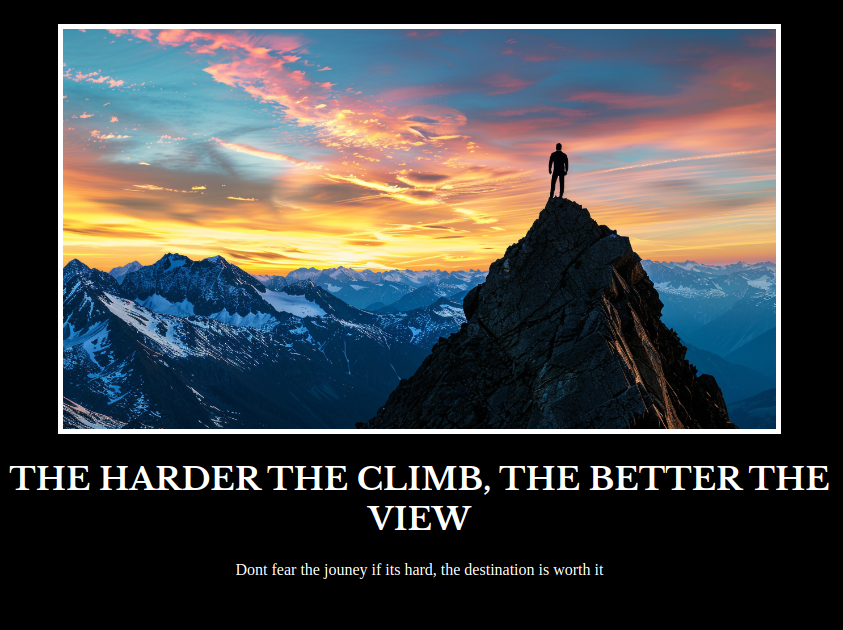 THE HARDER THE CLIMB, THE BETTER THE
VIEW
Dont fear the jouney if its hard, the destination is worth it